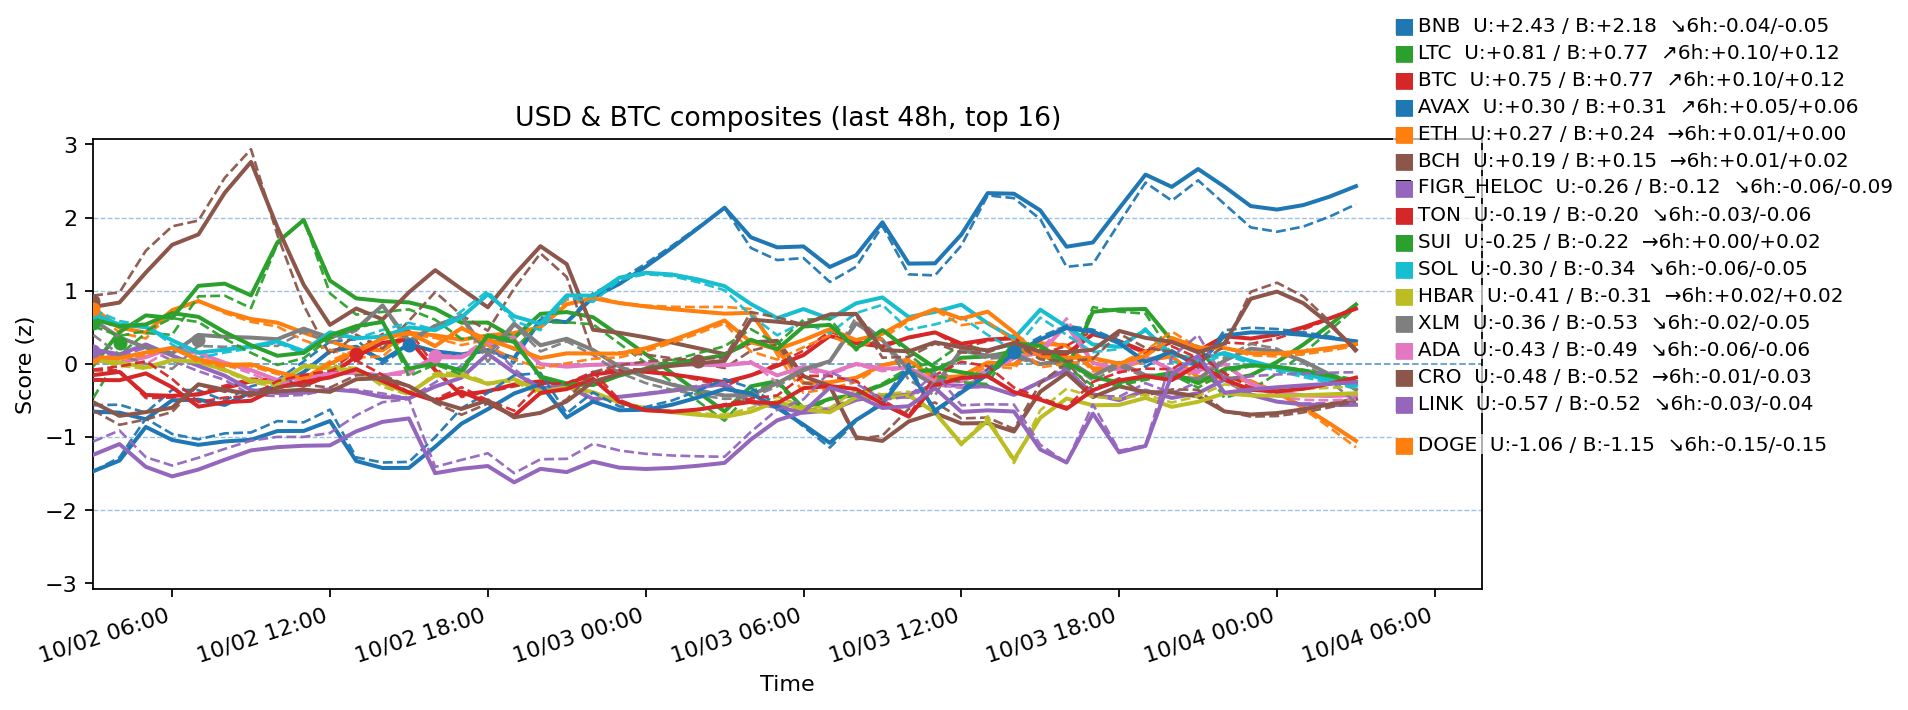 USD & BTC composites (last 48h, top 16)
BNB U:+2.43 / B:+2.18 ↘6h:-0.04/-0.05
LTC U:+0.81 / B:+0.77 ↗6h:+0.10/+0.12
BTC U:+0.75 / B:+0.77 ↗6h:+0.10/+0.12
AVAX U:+0.30 / B:+0.31 ↗6h:+0.05/+0.06
ETH U:+0.27 / B:+0.24 →6h:+0.01/+0.00
BCH U:+0.19 / B:+0.15 →6h:+0.01/+0.02
FIGR_HELOC U:-0.26 / B:-0.12 ↘6h:-0.06/-0.09
TON U:-0.19 / B:-0.20 ↘6h:-0.03/-0.06
SUI U:-0.25 / B:-0.22 →6h:+0.00/+0.02
SOL U:-0.30 / B:-0.34 ↘6h:-0.06/-0.05
HBAR U:-0.41 / B:-0.31 →6h:+0.02/+0.02
XLM U:-0.36 / B:-0.53 ↘6h:-0.02/-0.05
ADA U:-0.43 / B:-0.49 ↘6h:-0.06/-0.06
CRO U:-0.48 / B:-0.52 →6h:-0.01/-0.03
LINK U:-0.57 / B:-0.52 ↘6h:-0.03/-0.04
DOGE U:-1.06 / B:-1.15 ↘6h:-0.15/-0.15
Score (z)
3
2
1
0
−1
−2
−3
10/02 06:00
10/02 12:00
10/02 18:00
10/03 00:00
10/03 06:00
10/03 12:00
10/03 18:00
10/04 00:00
10/04 06:00
Time